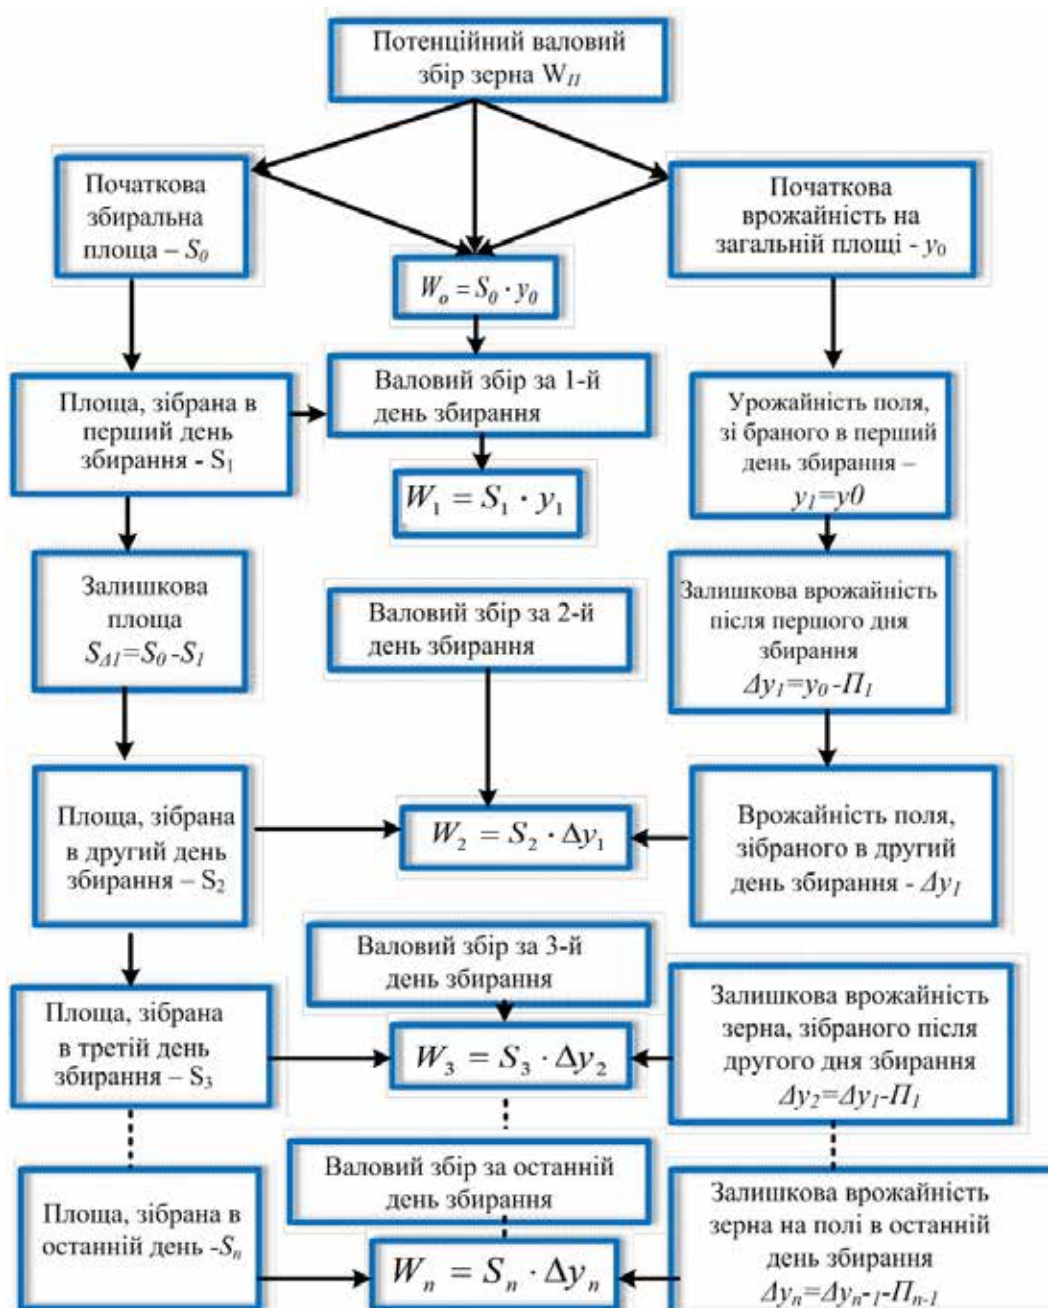 Потенційний валовий
збір зерна W_П
Початкова
збиральна
площа – S₀
Початкова
врожайність на
загальній площі - y₀
Wₒ = S₀ · y₀
Площа, зібрана в
перший день
збирання - S₁
Валовий збір за 1-й
день збирання
Урожайність поля,
зі браного в перший
день збирання –
y₁=y0
W₁ = S₁ · y₁
Залишкова
площа
S_Δ1=S₀ -S₁
Валовий збір за 2-й
день збирання
Залишкова врожайність
після першого дня
збирання
Δy₁=y₀ -П₁
Площа, зібрана
в другий день
збирання – S₂
W₂ = S₂ · Δy₁
Врожайність поля,
зібраного в другий
день збирання - Δy₁
Валовий збір за 3-й
день збирання
Площа, зібрана
в третій день
збирання – S₃
W₃ = S₃ · Δy₂
Залишкова врожайність
зерна, зібраного після
другого дня збирання
Δy₂=Δy₁-П₁
Валовий збір за останній
день збирання
Площа, зібрана в
останній день -Sₙ
Wₙ = Sₙ · Δyₙ
Залишкова врожайність
зерна на полі в останній
день збирання
Δyₙ=Δyₙ-₁-Пₙ₋₁